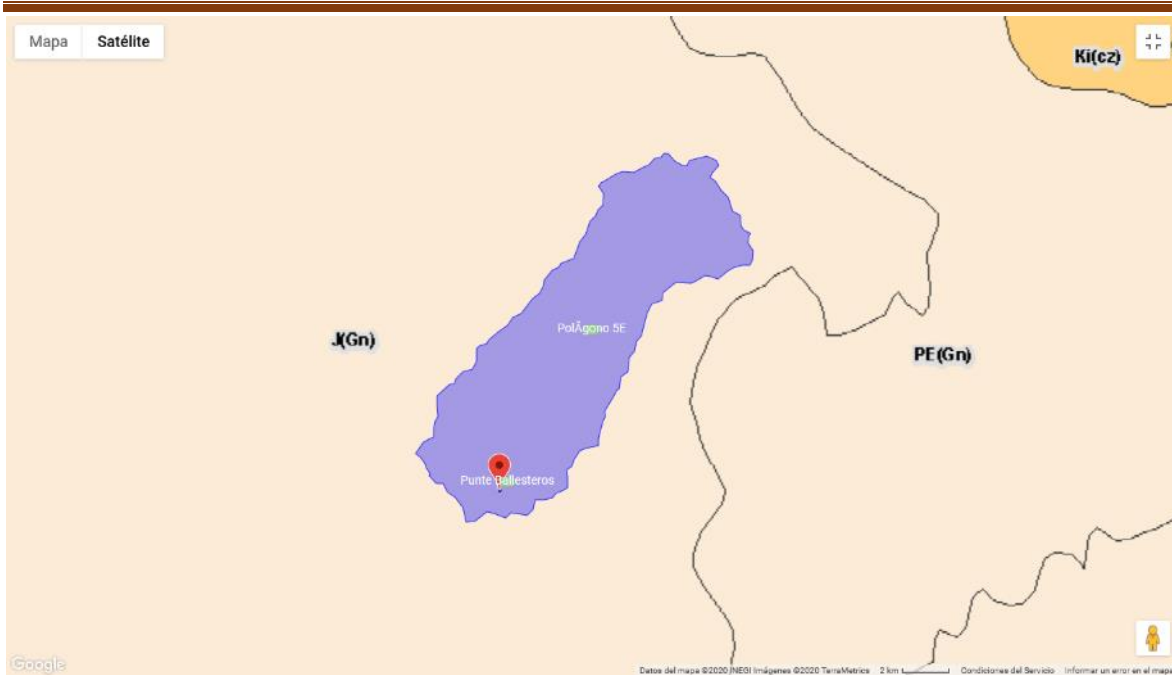 Mapa Satélite
Ki(cz)
PolÃgono 5E
J(Gn)
PE(Gn)
Punte Ballesteros
Google
Datos del mapa ©2020 INEGI Imágenes ©2020 TerraMetrics 2 km Condiciones del Servicio Informar un error en el mapa